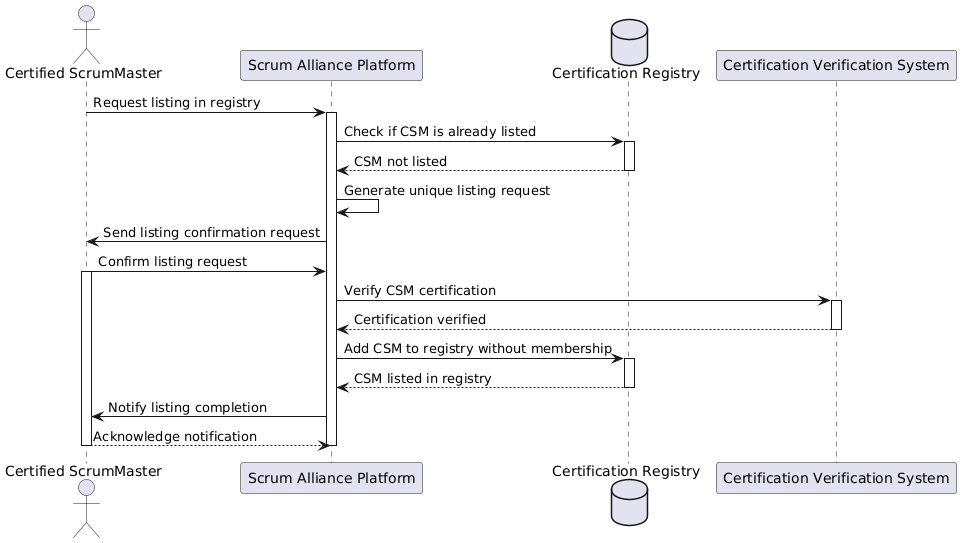 Certified ScrumMaster
Scrum Alliance Platform
Certification Registry
Certification Verification System
Request listing in registry
Check if CSM is already listed
CSM not listed
Generate unique listing request
Send listing confirmation request
Confirm listing request
Verify CSM certification
Certification verified
Add CSM to registry without membership
CSM listed in registry
Notify listing completion
Acknowledge notification
Certified ScrumMaster
Scrum Alliance Platform
Certification Registry
Certification Verification System